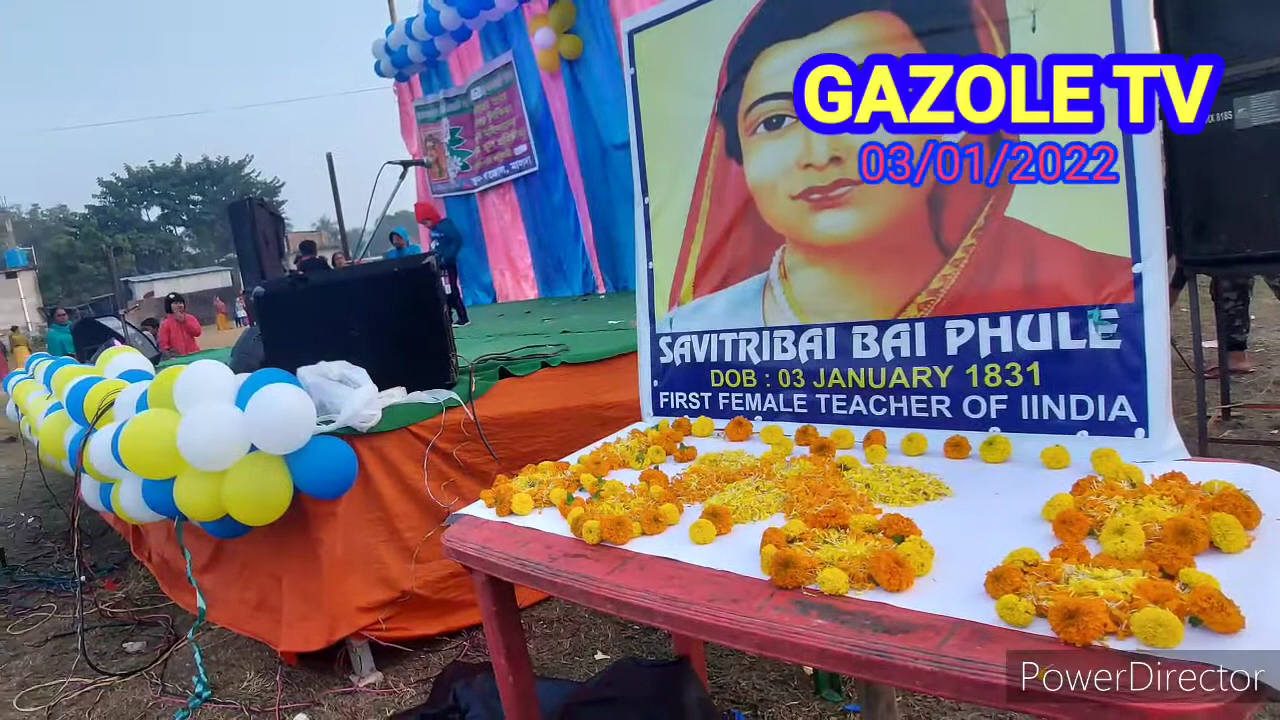 GAZOLE TV
03/01/2022
SAVITRIBAI BAI PHULE
DOB : 03 JANUARY 1831
FIRST FEMALE TEACHER OF IINDIA
PowerDirector